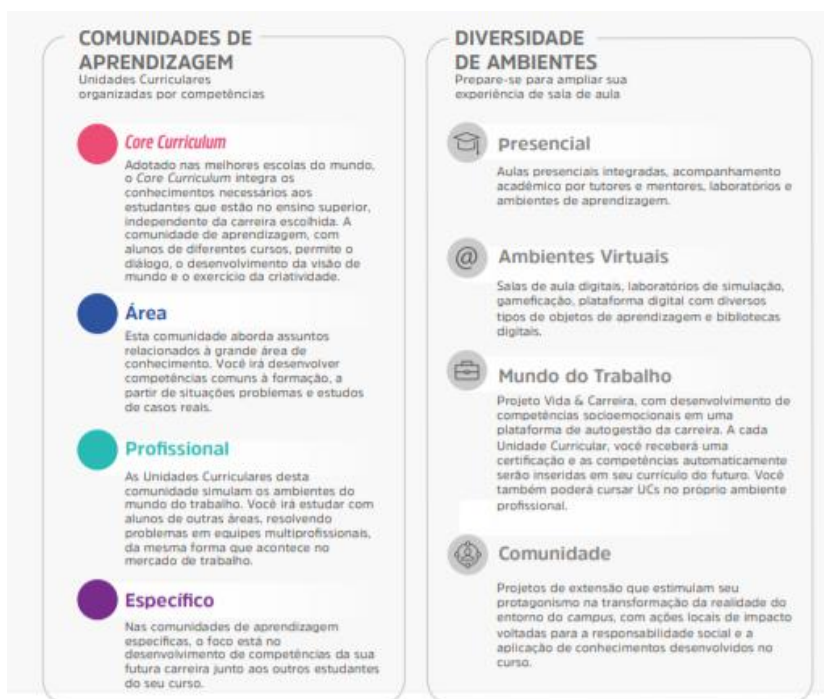 COMUNIDADES DE
APRENDIZAGEM
Unidades Curriculares
organizadas por competências
Core Curriculum
Adotado nas melhores escolas do mundo,
o Core Curriculum integra os
conhecimentos necessários aos
estudantes que estão no ensino superior,
independente da carreira escolhida. A
comunidade de aprendizagem, com
alunos de diferentes cursos, permite o
diálogo, o desenvolvimento da visão de
mundo e o exercício da criatividade.
Área
Esta comunidade aborda assuntos
relacionados à grande área de
conhecimento. Você irá desenvolver
competências comuns à formação, a
partir de situações problemas e estudos
de casos reais.
Profissional
As Unidades Curriculares desta
comunidade simulam os ambientes do
mundo do trabalho. Você irá estudar com
alunos de outras áreas, resolvendo
problemas em equipes multiprofissionais,
da mesma forma que acontece no
mercado de trabalho.
Específico
Nas comunidades de aprendizagem
específicas, o foco está no
desenvolvimento de competências da sua
futura carreira junto aos outros estudantes
do seu curso.
DIVERSIDADE
DE AMBIENTES
Prepare-se para ampliar sua
experiência de sala de aula
Presencial
Aulas presenciais integradas, acompanhamento
acadêmico por tutores e mentores, laboratórios e
ambientes de aprendizagem.
@
Ambientes Virtuais
Salas de aula digitais, laboratórios de simulação,
gameficação, plataforma digital com diversos
tipos de objetos de aprendizagem e bibliotecas
digitais.
Mundo do Trabalho
Projeto Vida & Carreira, com desenvolvimento de
competências socioemocionais em uma
plataforma de autogestão da carreira. A cada
Unidade Curricular, você receberá uma
certificação e as competências automaticamente
serão inseridas em seu currículo do futuro. Você
também poderá cursar UCs no próprio ambiente
profissional.
Comunidade
Projetos de extensão que estimulam seu
protagonismo na transformação da realidade do
entorno do campus, com ações locais de impacto
voltadas para a responsabilidade social e a
aplicação de conhecimentos desenvolvidos no
curso.